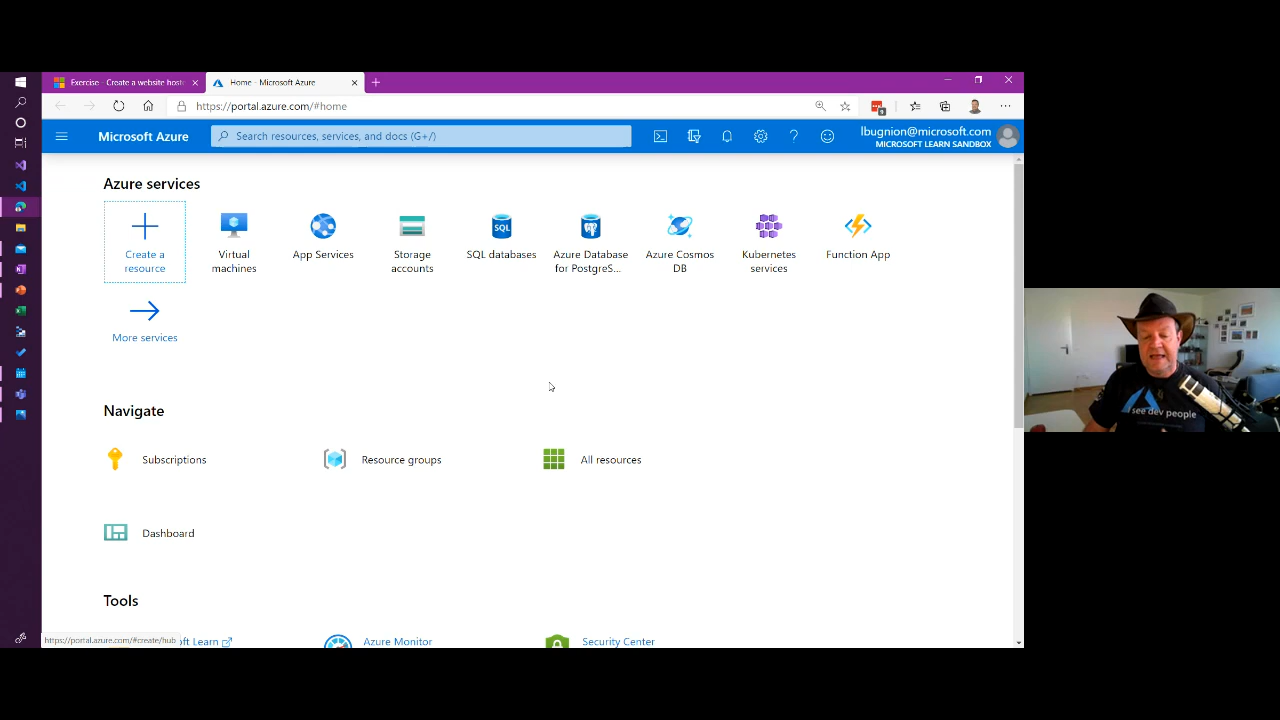 Exercise - Create a website host
Home - Microsoft Azure
https://portal.azure.com/#home
Microsoft Azure
Search resources, services, and docs (G+/)
lbugnion@microsoft.com
MICROSOFT LEARN SANDBOX
Azure services
Create a
resource
Virtual
machines
App Services
Storage
accounts
SQL
SQL databases
Azure Database
for PostgreS...
Azure Cosmos
DB
Kubernetes
services
Function App
More services
Navigate
Subscriptions
Resource groups
All resources
Dashboard
Tools
https://portal.azure.com/#create/hub
oft Learn
Azure Monitor
Security Center
see dev people